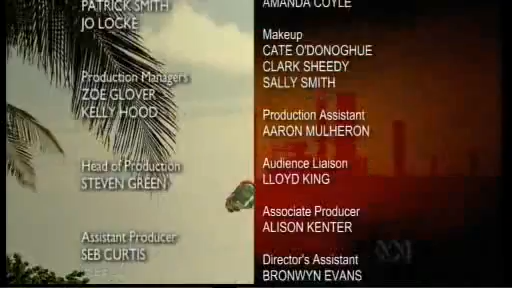 PATRICK SMITH
JO LOCKE
Production Managers
ZOE GLOVER
KELLY HOOD
Head of Production
STEVEN GREEN
Assistant Producer
SEB CURTIS
AMANDA COYLE
Makeup
CATE O'DONOGHUE
CLARK SHEEDY
SALLY SMITH
Production Assistant
AARON MULHERON
Audience Liaison
LLOYD KING
Associate Producer
ALISON KENTER
Director's Assistant
BRONWYN EVANS